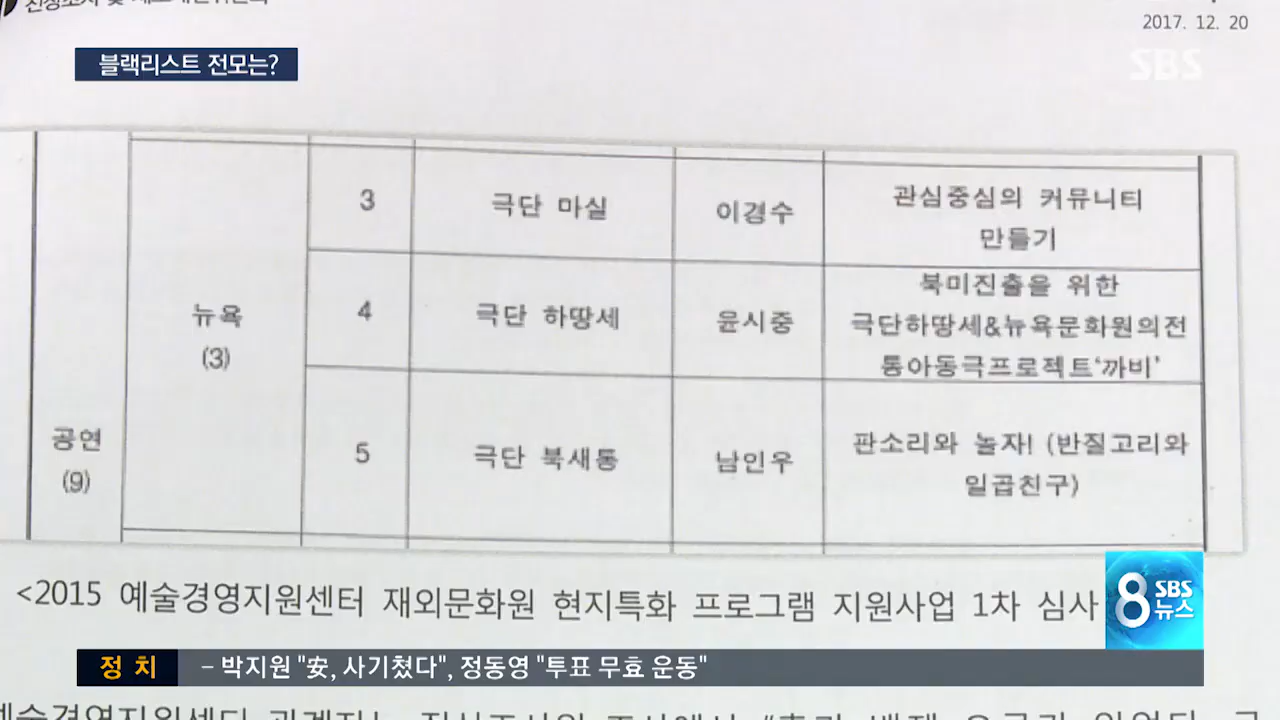 2017. 12. 20
블랙리스트 전모는?
SBS
3
극단 마실
이경수
관심중심의 커뮤니티
만들기
뉴욕
(3)
4
극단 하땅세
윤시중
북미진출을 위한
극단하땅세&뉴욕문화원의전
통아동극프로젝트'까비'
공연
(9)
5
극단 북새통
남인우
판소리와 놀자! (반질고리와
일곱친구)
<2015 예술경영지원센터 재외문화원 현지특화 프로그램 지원사업 1차 심사
8 SBS
뉴스
정 치 – 박지원 "安, 사기쳤다", 정동영 "투표 무효 운동"